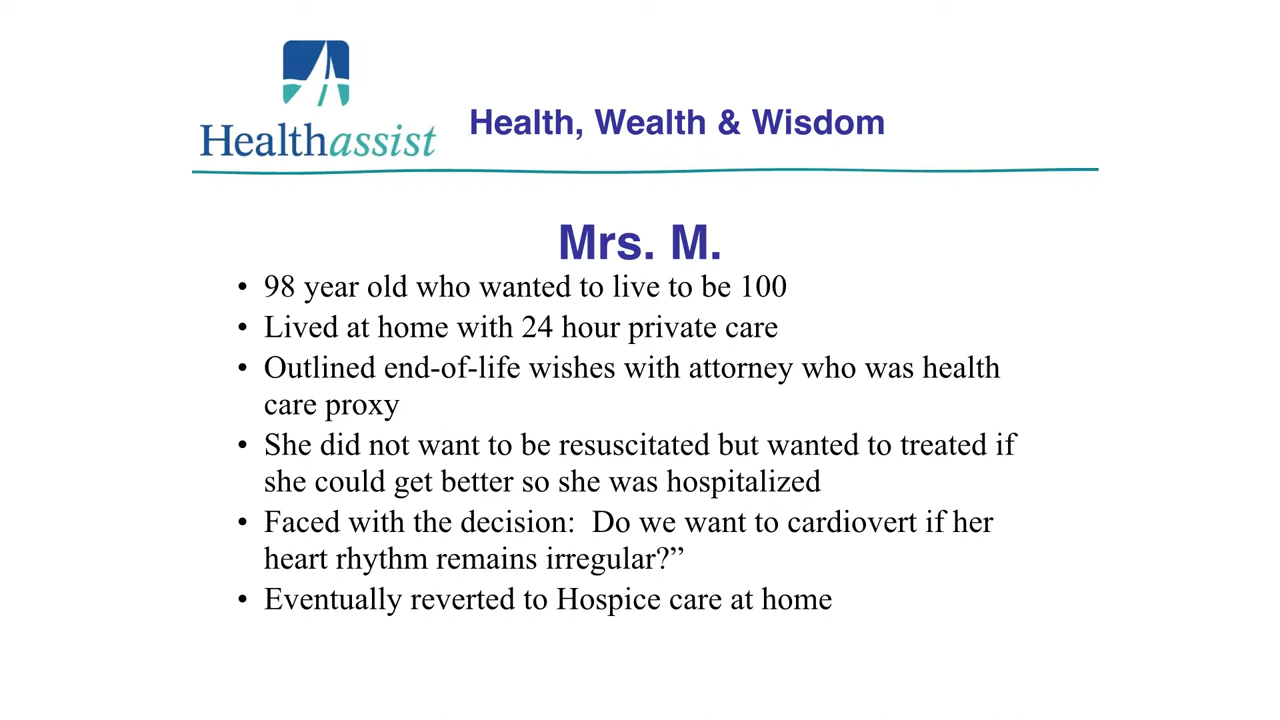 Healthassist
Health, Wealth & Wisdom
Mrs. M.
• 98 year old who wanted to live to be 100
• Lived at home with 24 hour private care
• Outlined end-of-life wishes with attorney who was health
care proxy
• She did not want to be resuscitated but wanted to treated if
she could get better so she was hospitalized
• Faced with the decision:  Do we want to cardiovert if her
heart rhythm remains irregular?”
• Eventually reverted to Hospice care at home